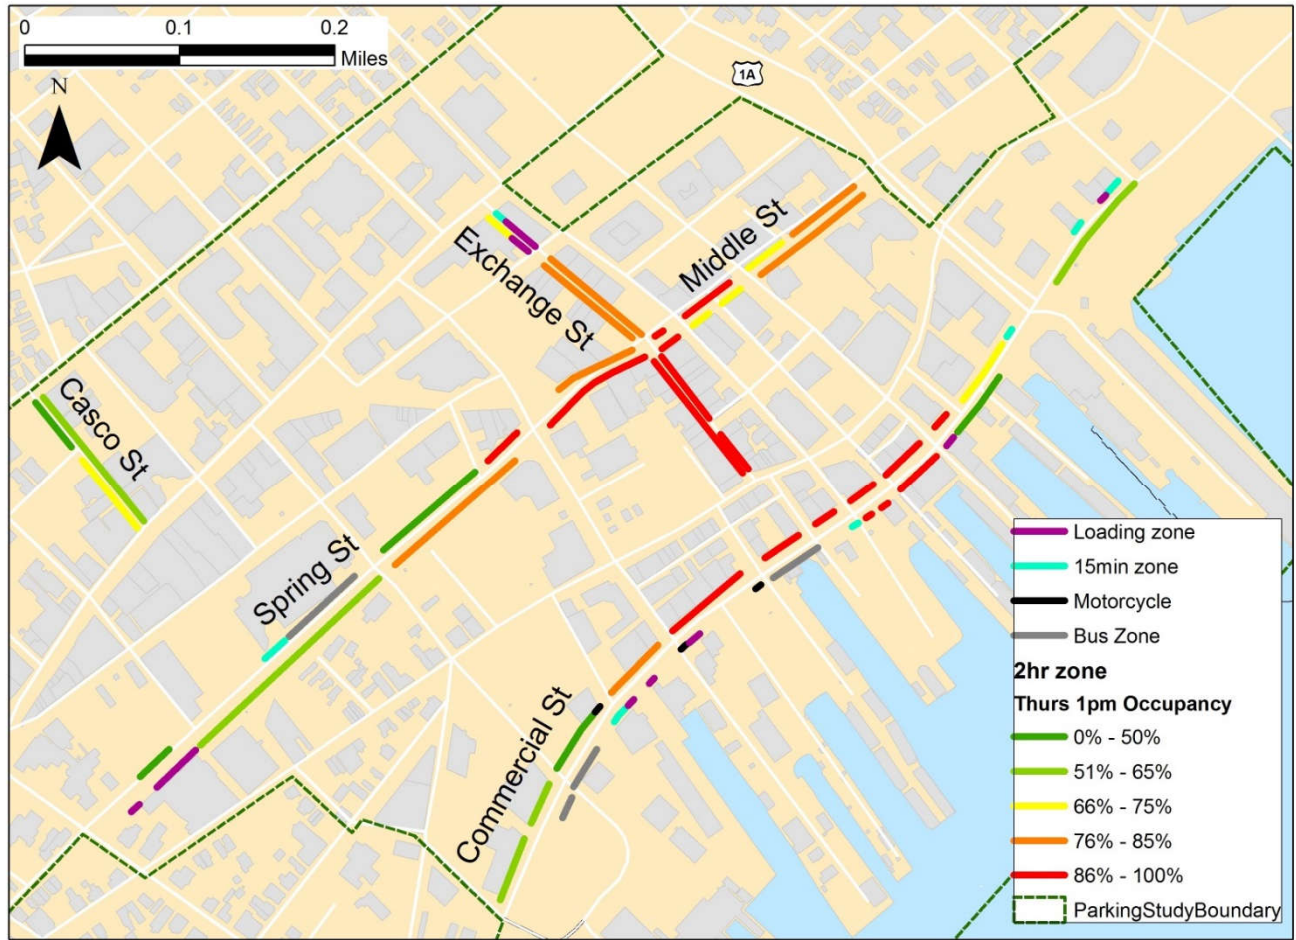 0 0.1 0.2
Miles
N
1A
Middle St
Exchange St
Casco St
Spring St
Commercial St
Loading zone
15min zone
Motorcycle
Bus Zone
2hr zone
Thurs 1pm Occupancy
0% - 50%
51% - 65%
66% - 75%
76% - 85%
86% - 100%
ParkingStudyBoundary